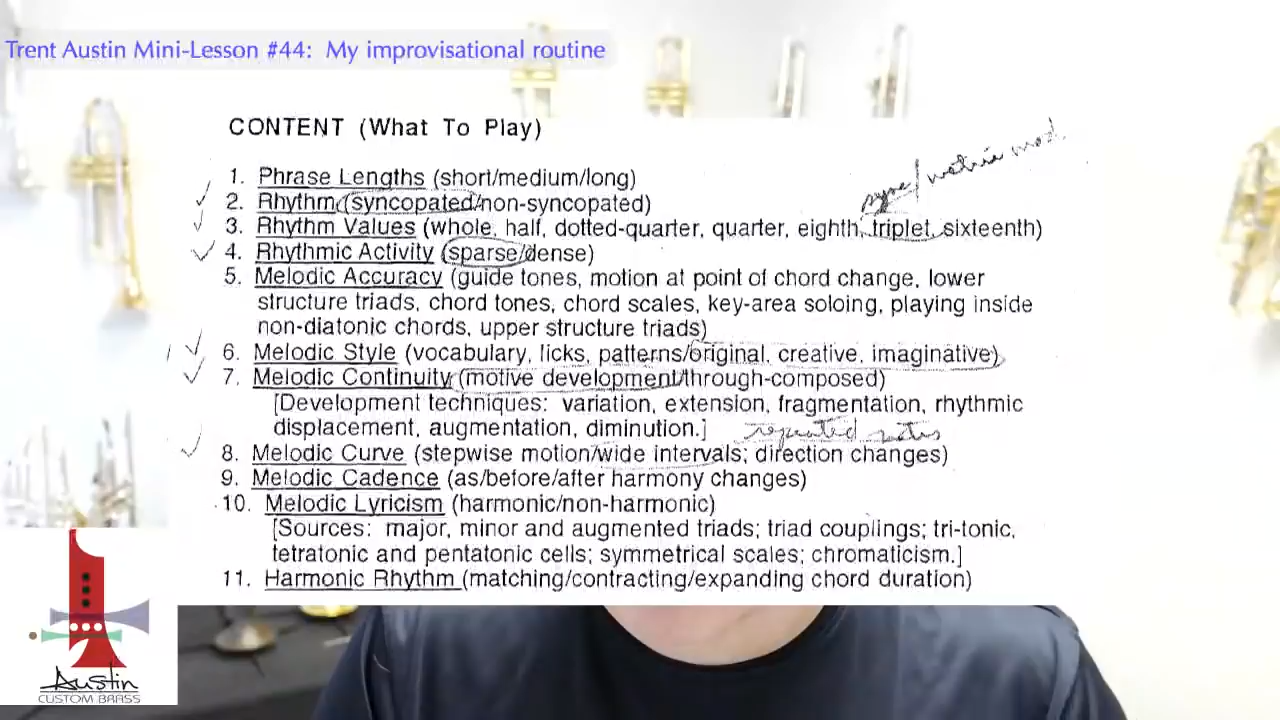 Trent Austin Mini-Lesson #44: My improvisational routine
CONTENT (What To Play)
1. Phrase Lengths (short/medium/long)
2. Rhythm (syncopated/non-syncopated)
3. Rhythm Values (whole, half, dotted-quarter, quarter, eighth, triplet, sixteenth)
4. Rhythmic Activity (sparse/dense)
5. Melodic Accuracy (guide tones, motion at point of chord change, lower
structure triads, chord tones, chord scales, key-area soloing, playing inside
non-diatonic chords, upper structure triads)
6. Melodic Style (vocabulary, licks, patterns/original, creative, imaginative)
7. Melodic Continuity (motive development/through-composed)
[Development techniques: variation, extension, fragmentation, rhythmic
displacement, augmentation, diminution.]
repeated notes
8. Melodic Curve (stepwise motion/wide intervals; direction changes)
9. Melodic Cadence (as/before/after harmony changes)
10. Melodic Lyricism (harmonic/non-harmonic)
[Sources: major, minor and augmented triads; triad couplings; tri-tonic,
tetratonic and pentatonic cells; symmetrical scales; chromaticism.]
11. Harmonic Rhythm (matching/contracting/expanding chord duration)
Austin
CUSTOM BRASS